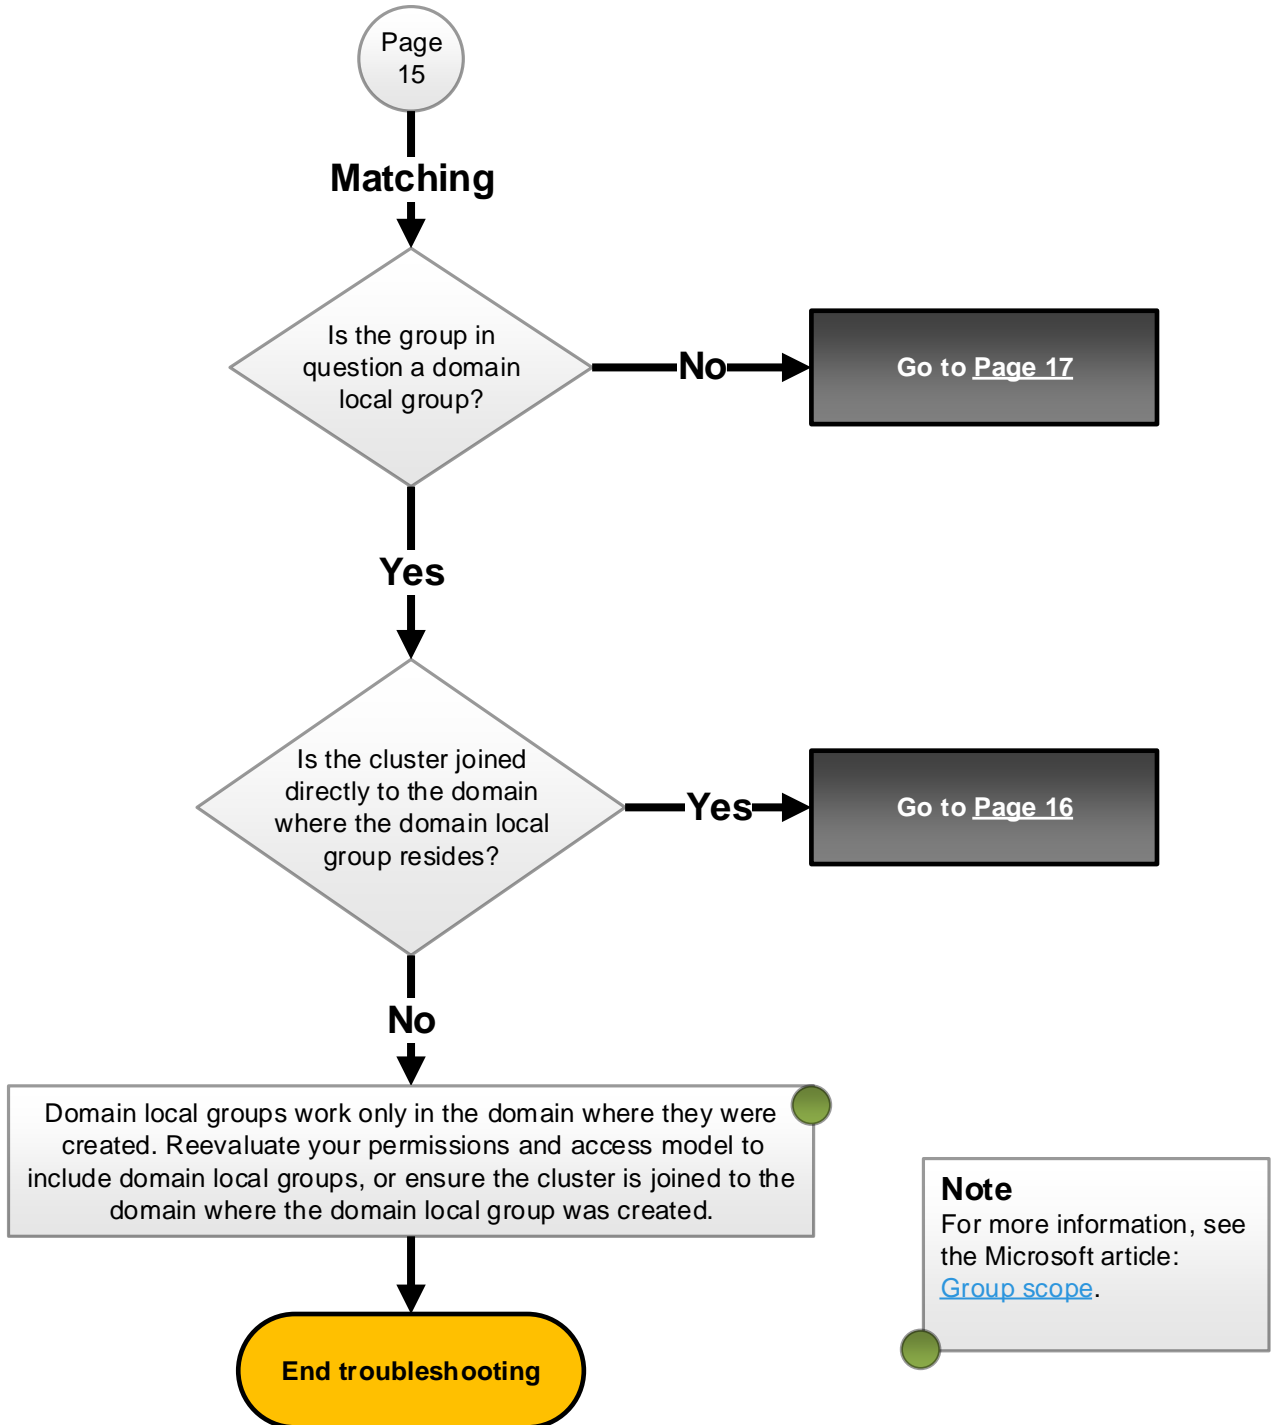 Page
15
Matching
Is the group in
question a domain
local group?
No
Go to Page 17
Yes
Is the cluster joined
directly to the domain
where the domain local
group resides?
Yes
Go to Page 16
No
Domain local groups work only in the domain where they were
created. Reevaluate your permissions and access model to
include domain local groups, or ensure the cluster is joined to the
domain where the domain local group was created.
Note
For more information, see
the Microsoft article:
Group scope.
End troubleshooting